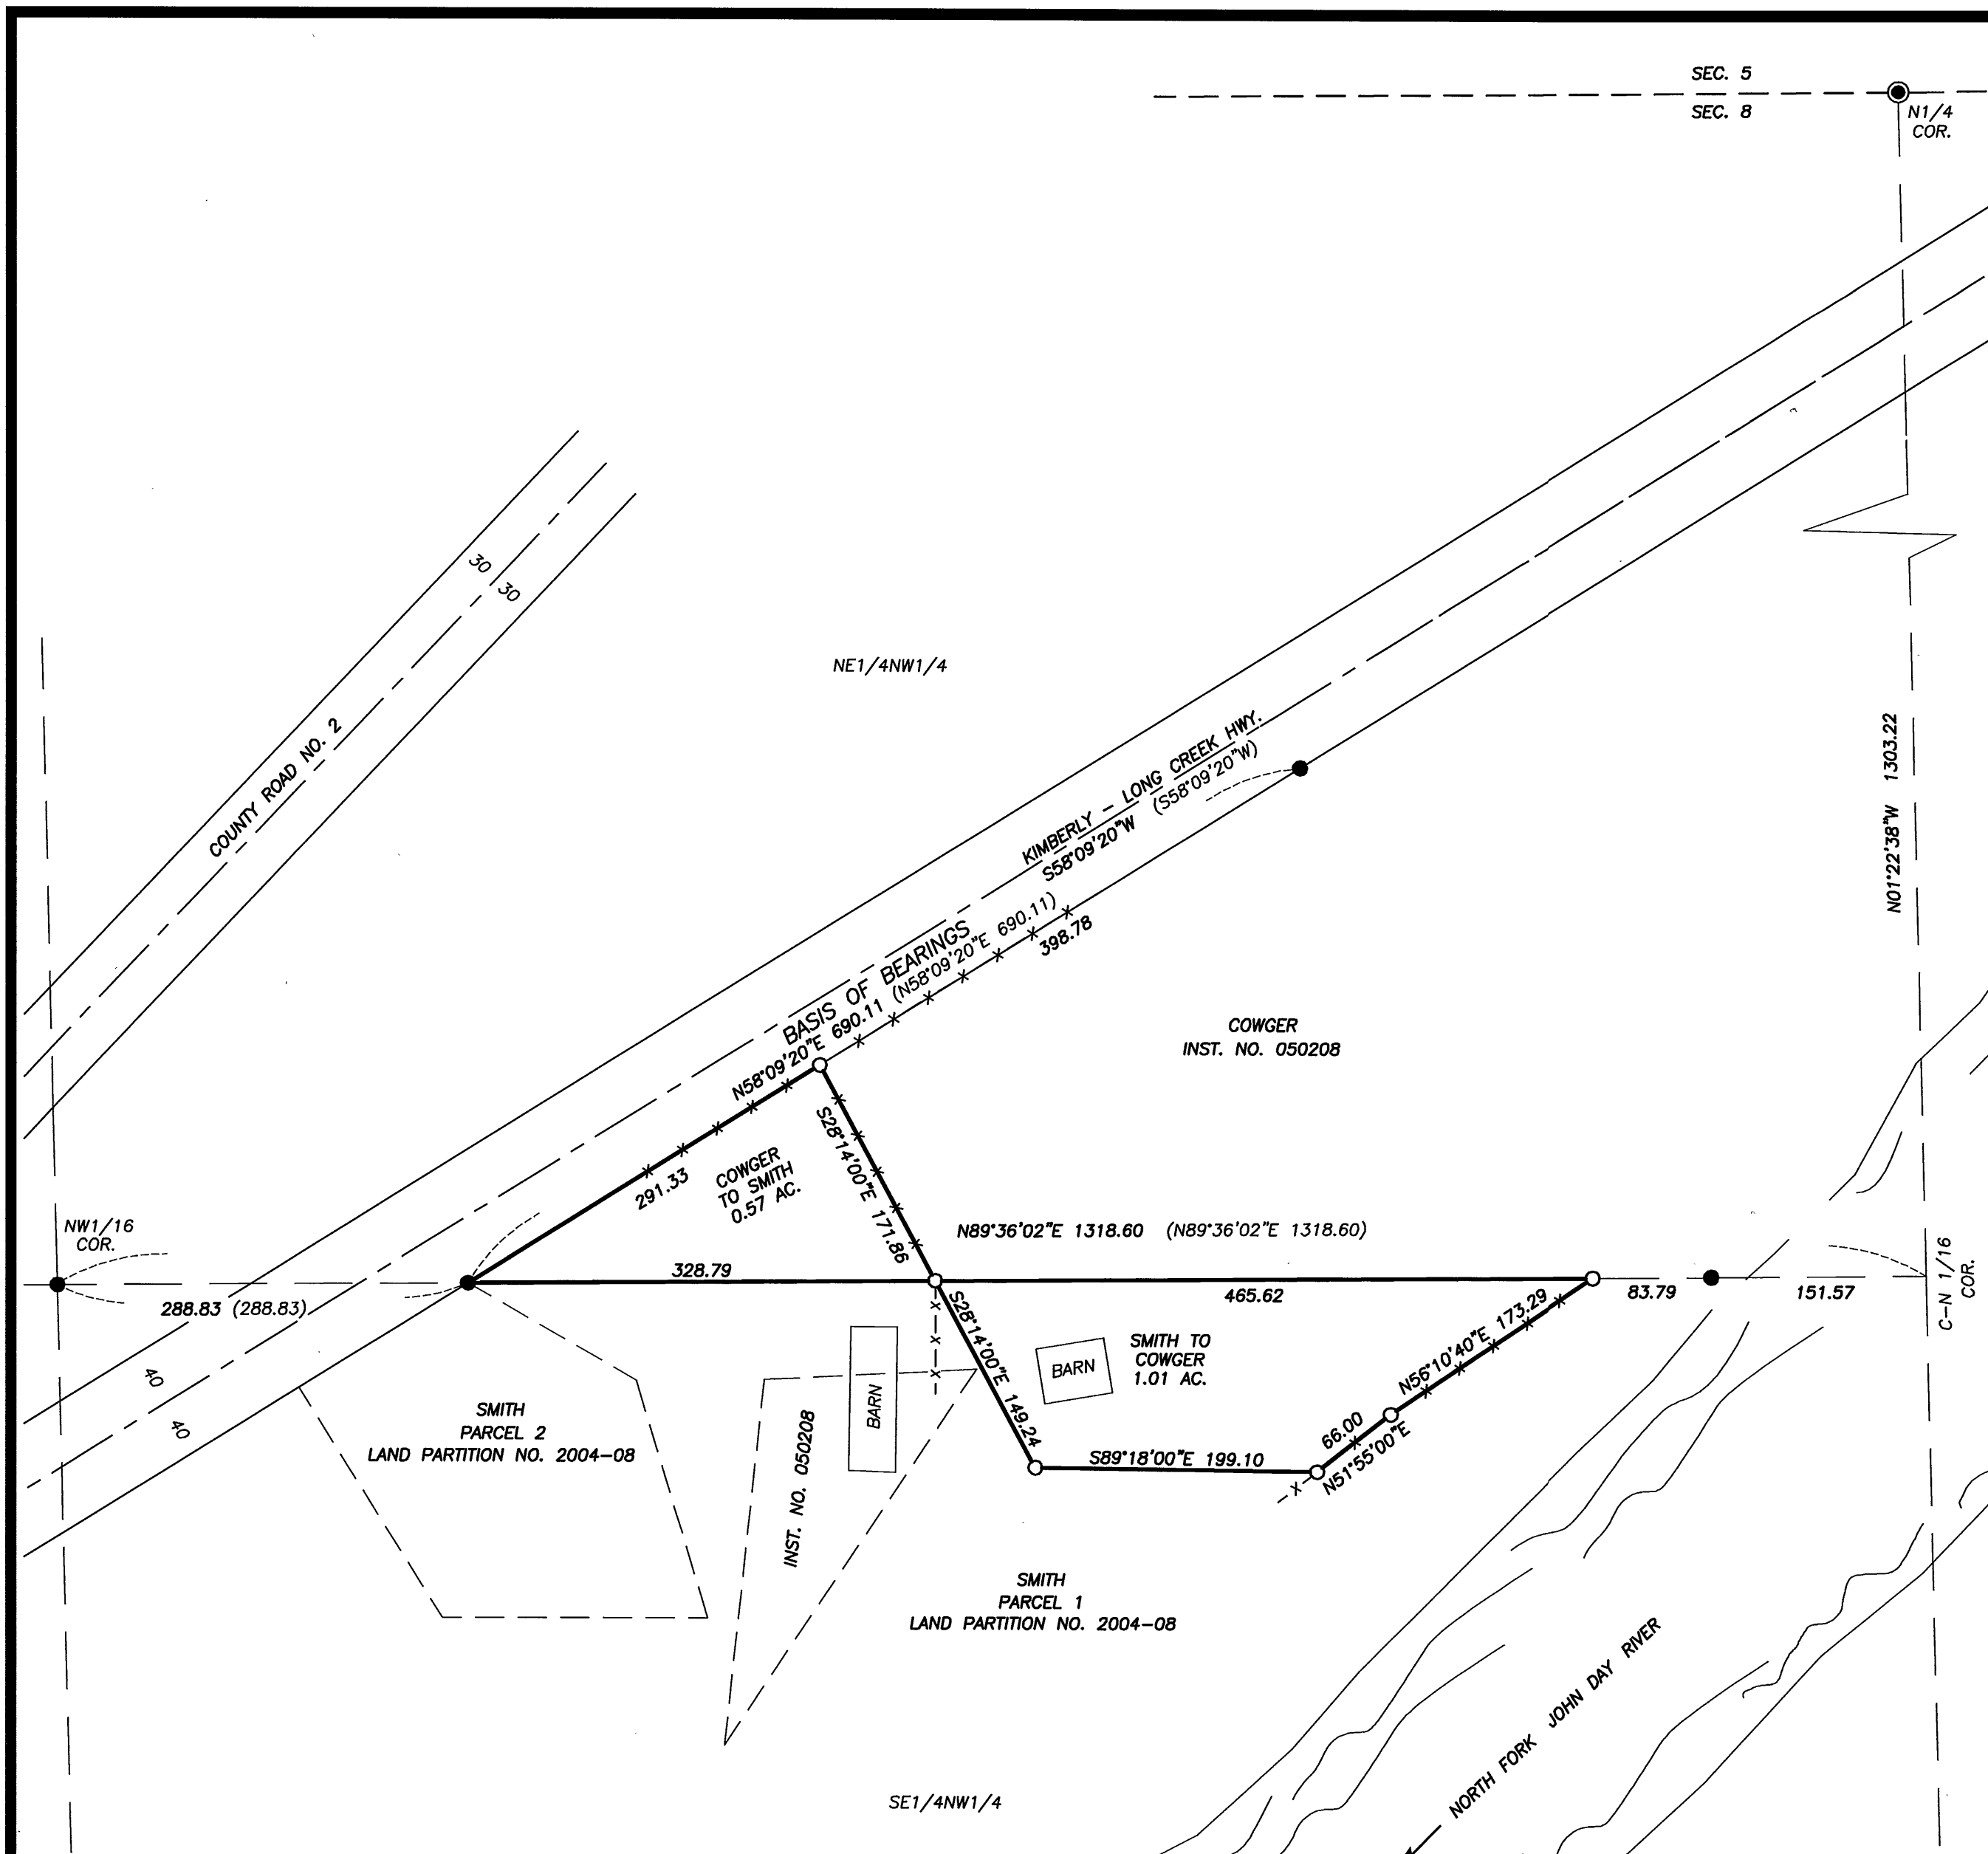 SEC. 5
SEC. 8
N1/4
COR.
30
30
COUNTY ROAD NO. 2
NE1/4NW1/4
KIMBERLY - LONG CREEK HWY.
S58°09'20"W (S58°09'20"W)
N01°22'38"W 1303.22
BASIS OF BEARINGS
N58°09'20"E 690.11 (N58°09'20"E 690.11)
398.78
COWGER
INST. NO. 050208
291.33
COWGER
TO SMITH
0.57 AC.
S28°14'00"E 171.86
NW1/16
COR.
N89°36'02"E 1318.60 (N89°36'02"E 1318.60)
328.79
465.62
83.79
151.57
C-N 1/16
COR.
288.83 (288.83)
S28°14'00"E 149.24
BARN
BARN
SMITH TO
COWGER
1.01 AC.
N56°10'40"E 173.29
66.00
N51°55'00"E
S89°18'00"E 199.10
40
40
SMITH
PARCEL 2
LAND PARTITION NO. 2004-08
INST. NO. 050208
SMITH
PARCEL 1
LAND PARTITION NO. 2004-08
NORTH FORK JOHN DAY RIVER
SE1/4NW1/4